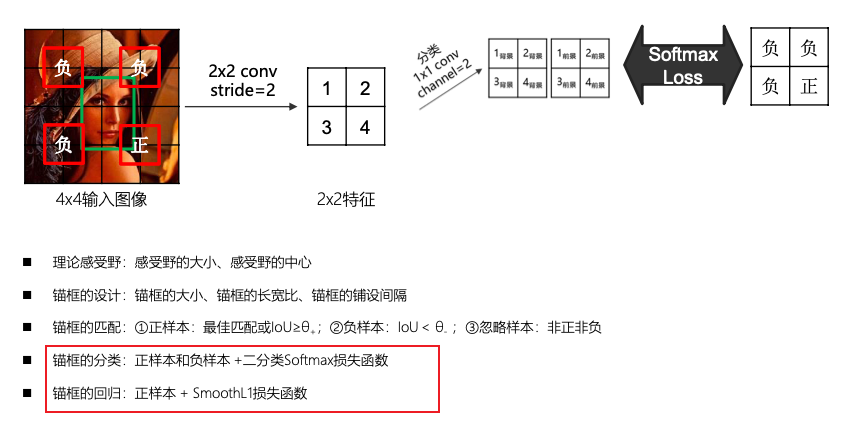 负 负
负 正
4x4输入图像
2x2 conv
stride=2
1 2
3 4
2x2特征
分类
1x1 conv
channel=2
1背景 2背景 1前景 2前景
3背景 4背景 3前景 4前景
Softmax
Loss
负 负
负 正
■ 理论感受野：感受野的大小、感受野的中心
■ 锚框的设计：锚框的大小、锚框的长宽比、锚框的铺设间隔
■ 锚框的匹配：①正样本：最佳匹配或IoU≥θ₊；②负样本：IoU < θ₋；③忽略样本：非正非负
■ 锚框的分类：正样本和负样本 +二分类Softmax损失函数
■ 锚框的回归：正样本 + SmoothL1损失函数